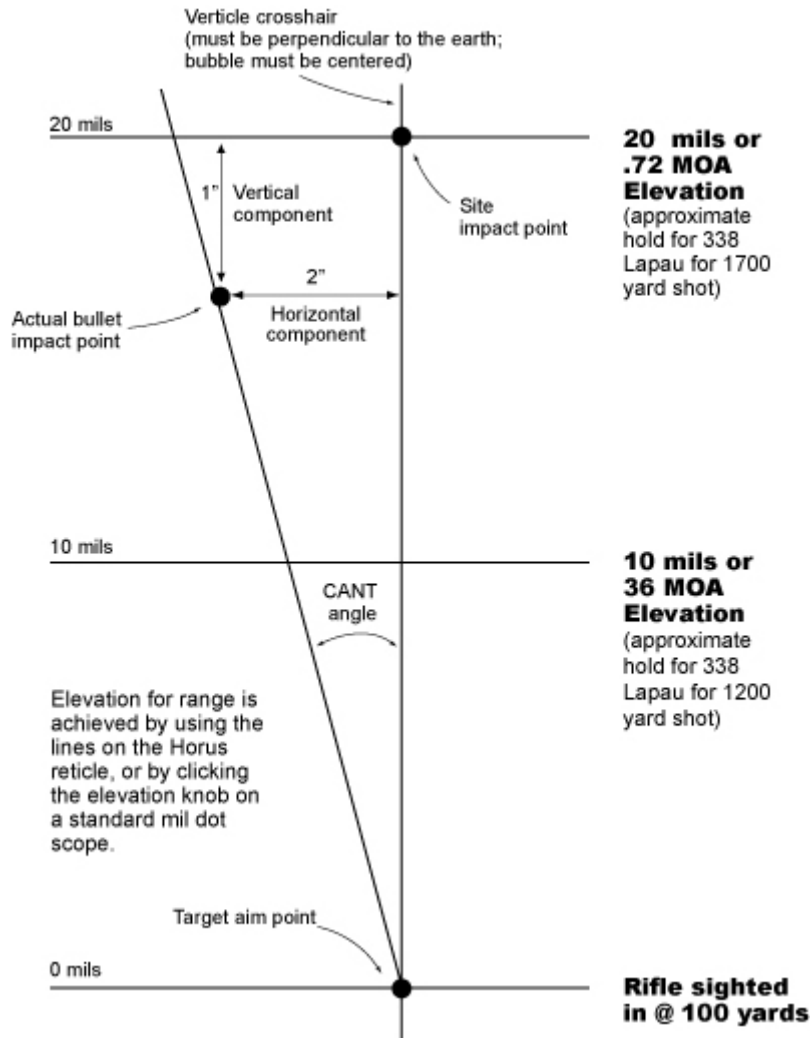 Verticle crosshair
(must be perpendicular to the earth;
bubble must be centered)
20 mils
20  mils or
.72 MOA
Elevation
(approximate
hold for 338
Lapau for 1700
yard shot)
1”
Vertical
component
Site
impact point
2”
Horizontal
component
Actual bullet
impact point
10 mils
10 mils or
36 MOA
Elevation
(approximate
hold for 338
Lapau for 1200
yard shot)
CANT
angle
Elevation for range is
achieved by using the
lines on the Horus
reticle, or by clicking
the elevation knob on
a standard mil dot
scope.
Target aim point
0 mils
Rifle sighted
in @ 100 yards